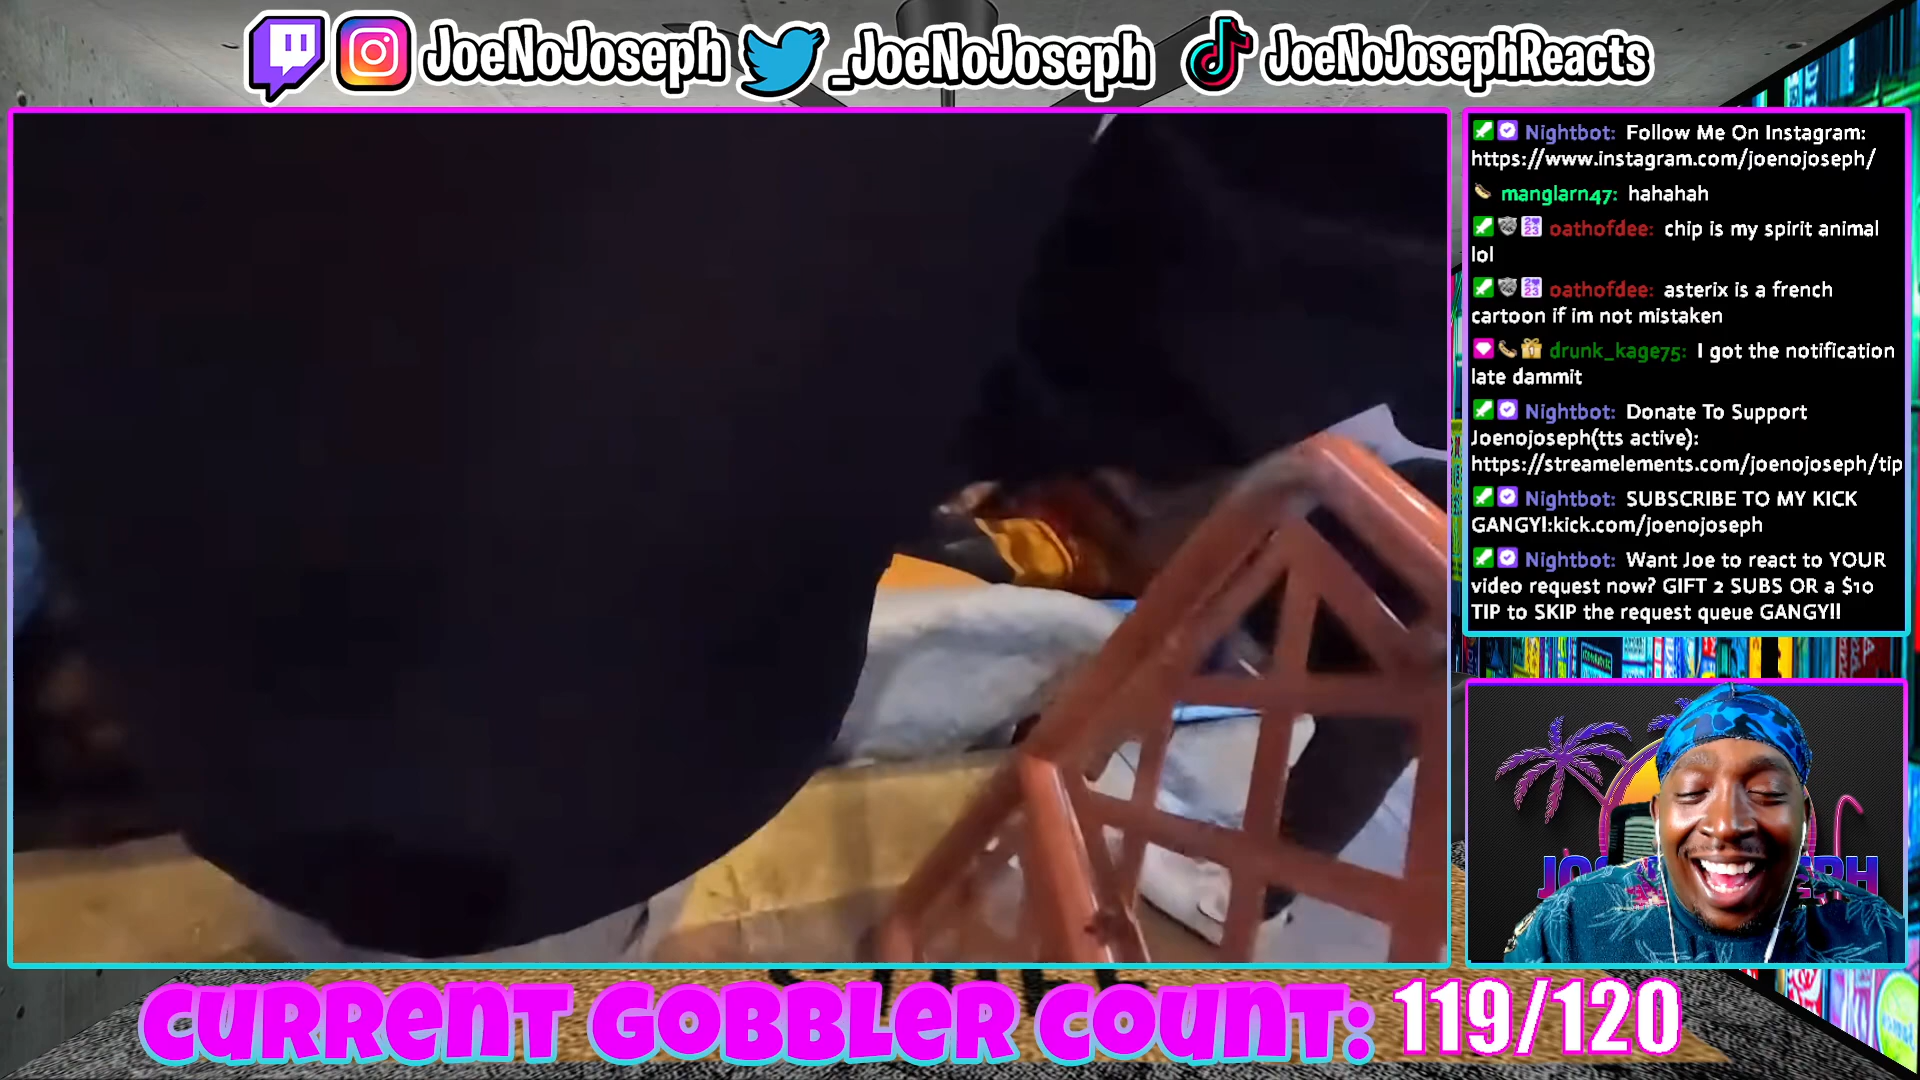 JoeNoJoseph _JoeNoJoseph JoeNoJosephReacts
Nightbot: Follow Me On Instagram:
https://www.instagram.com/joenojoseph/
manglarn47: hahahah
oathofdee: chip is my spirit animal
lol
oathofdee: asterix is a french
cartoon if im not mistaken
drunk_kage75: I got the notification
late dammit
Nightbot: Donate To Support
Joenojoseph(tts active):
https://streamelements.com/joenojoseph/tip
Nightbot: SUBSCRIBE TO MY KICK
GANGY!:kick.com/joenojoseph
Nightbot: Want Joe to react to YOUR
video request now? GIFT 2 SUBS OR a $10
TIP to SKIP the request queue GANGY!!
CURRENT GOBBLER COUNT: 119/120